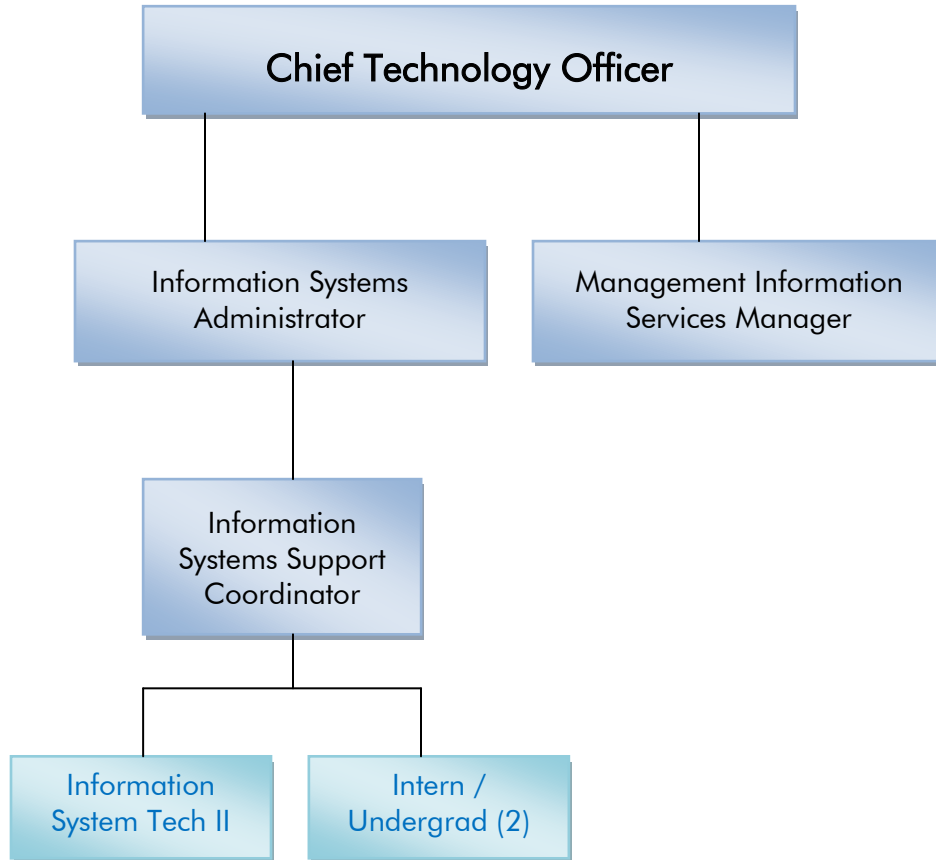 Chief Technology Officer
Information Systems
Administrator
Management Information
Services Manager
Information
Systems Support
Coordinator
Information
System Tech II
Intern /
Undergrad (2)